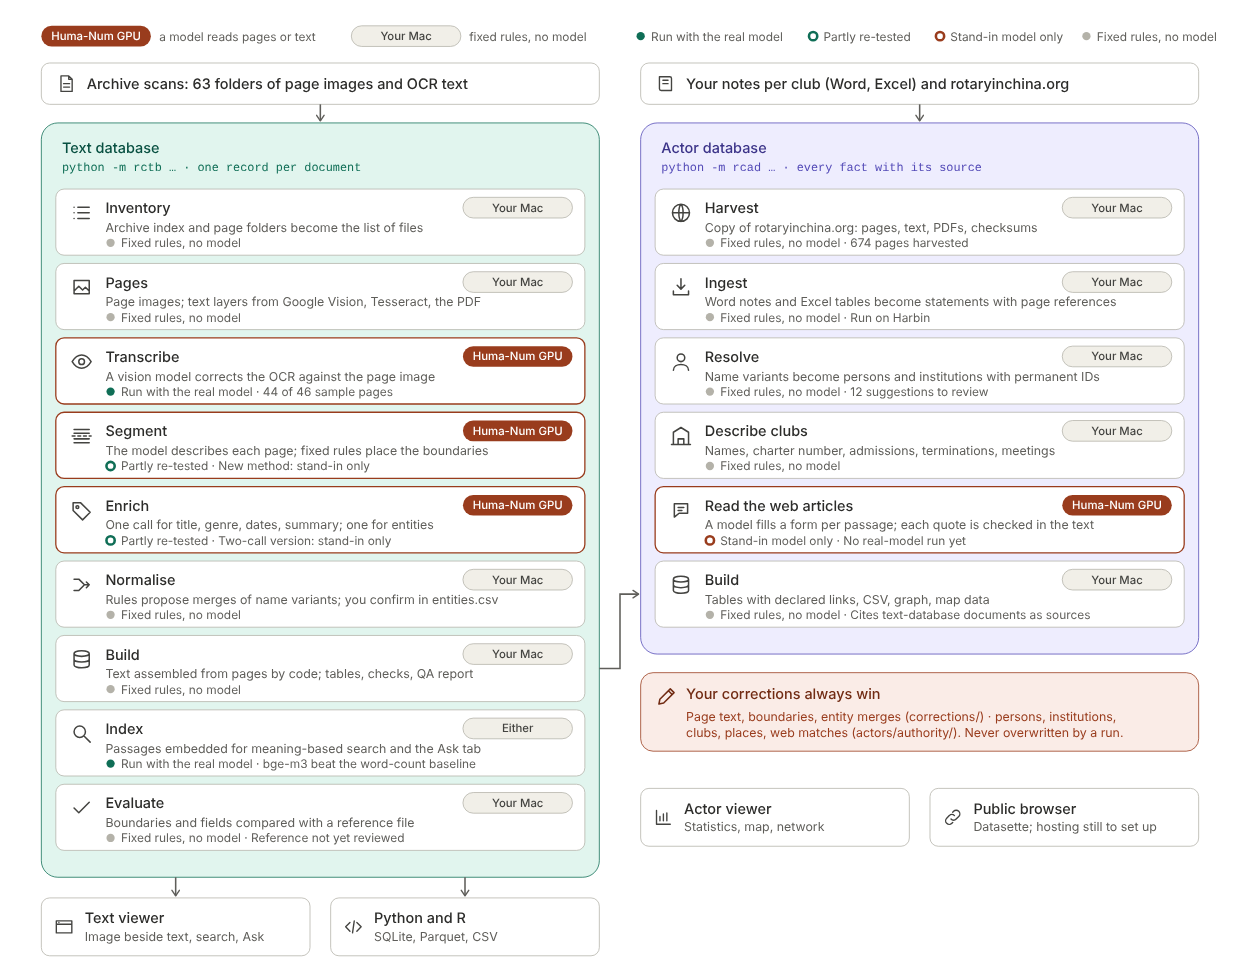 Huma-Num GPU a model reads pages or text Your Mac fixed rules, no model
Run with the real model Partly re-tested Stand-in model only Fixed rules, no model
Archive scans: 63 folders of page images and OCR text
Text database
python -m rctb … · one record per document
Inventory Your Mac
Archive index and page folders become the list of files
Fixed rules, no model
Pages Your Mac
Page images; text layers from Google Vision, Tesseract, the PDF
Fixed rules, no model
Transcribe Huma-Num GPU
A vision model corrects the OCR against the page image
Run with the real model · 44 of 46 sample pages
Segment Huma-Num GPU
The model describes each page; fixed rules place the boundaries
Partly re-tested · New method: stand-in only
Enrich Huma-Num GPU
One call for title, genre, dates, summary; one for entities
Partly re-tested · Two-call version: stand-in only
Normalise Your Mac
Rules propose merges of name variants; you confirm in entities.csv
Fixed rules, no model
Build Your Mac
Text assembled from pages by code; tables, checks, QA report
Fixed rules, no model
Index Either
Passages embedded for meaning-based search and the Ask tab
Run with the real model · bge-m3 beat the word-count baseline
Evaluate Your Mac
Boundaries and fields compared with a reference file
Fixed rules, no model · Reference not yet reviewed
Text viewer
Image beside text, search, Ask
Python and R
SQLite, Parquet, CSV
Your notes per club (Word, Excel) and rotaryinchina.org
Actor database
python -m rcad … · every fact with its source
Harvest Your Mac
Copy of rotaryinchina.org: pages, text, PDFs, checksums
Fixed rules, no model · 674 pages harvested
Ingest Your Mac
Word notes and Excel tables become statements with page references
Fixed rules, no model · Run on Harbin
Resolve Your Mac
Name variants become persons and institutions with permanent IDs
Fixed rules, no model · 12 suggestions to review
Describe clubs Your Mac
Names, charter number, admissions, terminations, meetings
Fixed rules, no model
Read the web articles Huma-Num GPU
A model fills a form per passage; each quote is checked in the text
Stand-in model only · No real-model run yet
Build Your Mac
Tables with declared links, CSV, graph, map data
Fixed rules, no model · Cites text-database documents as sources
Your corrections always win
Page text, boundaries, entity merges (corrections/) · persons, institutions,
clubs, places, web matches (actors/authority/). Never overwritten by a run.
Actor viewer
Statistics, map, network
Public browser
Datasette; hosting still to set up